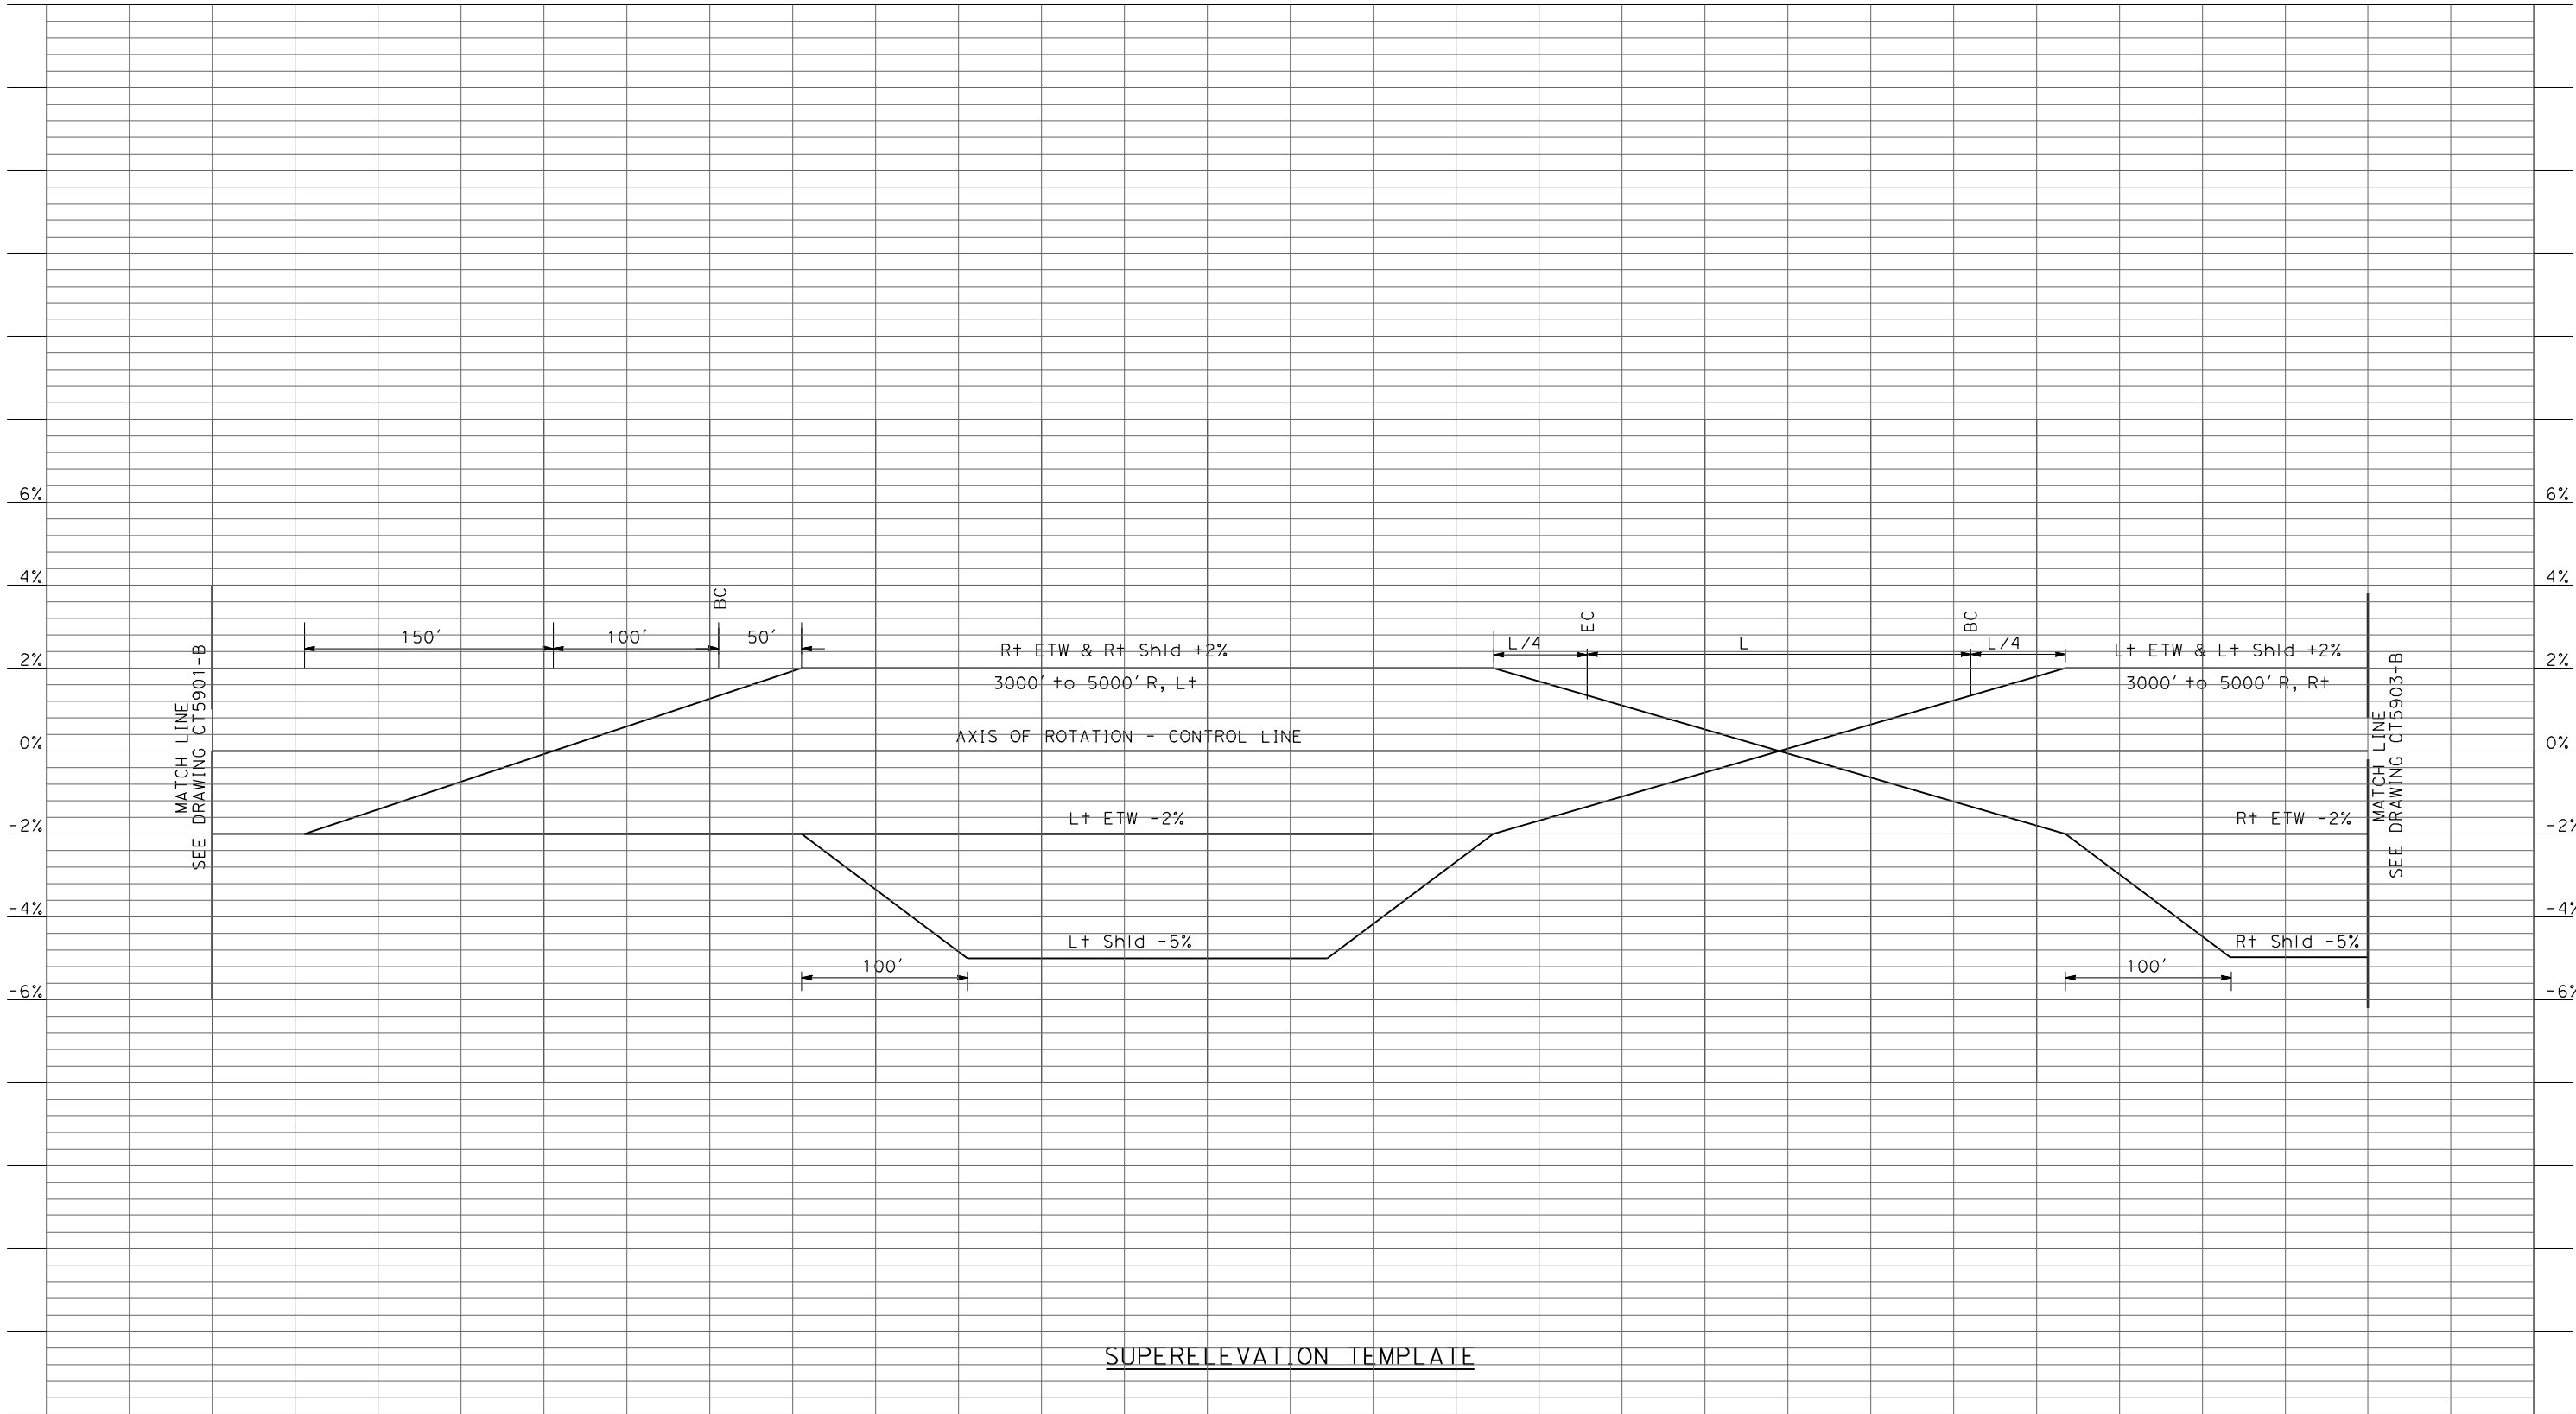 6%
6%
4%
4%
BC
EC
BC
150'
100'
50'
L/4
L
L/4
2%
Rt ETW & Rt Shld +2%
Lt ETW & Lt Shld +2%
2%
3000' to 5000' R, Lt
3000' to 5000' R, Rt
MATCH LINE
SEE DRAWING CT5901-B
0%
AXIS OF ROTATION - CONTROL LINE
0%
MATCH LINE
SEE DRAWING CT5903-B
-2%
Lt ETW -2%
Rt ETW -2%
-2%
-4%
-4%
Lt Shld -5%
Rt Shld -5%
100'
100'
-6%
-6%
SUPERELEVATION TEMPLATE